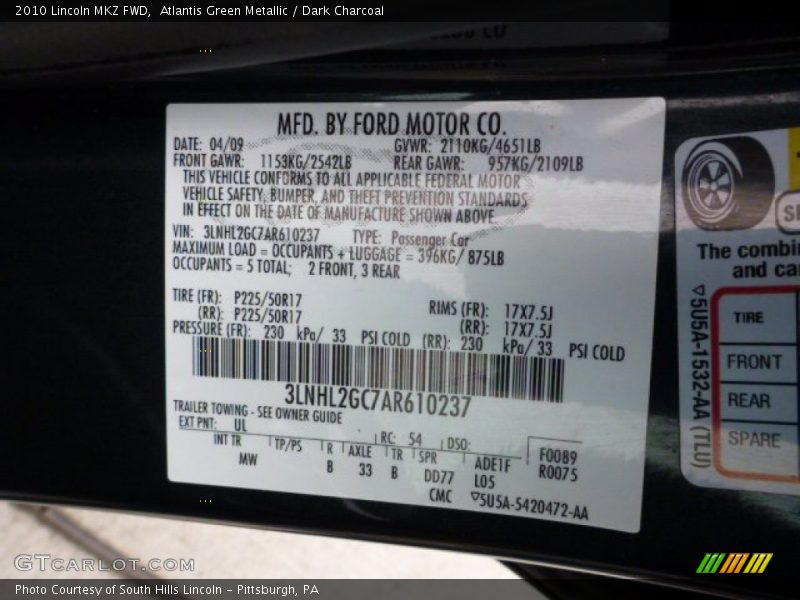 2010 Lincoln MKZ FWD,  Atlantis Green Metallic / Dark Charcoal
MFD. BY FORD MOTOR CO.
DATE: 04/09 GVWR: 2110KG/4651LB
FRONT GAWR: 1153KG/2542LB REAR GAWR: 957KG/2109LB
THIS VEHICLE CONFORMS TO ALL APPLICABLE FEDERAL MOTOR
VEHICLE SAFETY, BUMPER, AND THEFT PREVENTION STANDARDS
IN EFFECT ON THE DATE OF MANUFACTURE SHOWN ABOVE.
VIN: 3LNHL2GC7AR610237 TYPE: Passenger Car
MAXIMUM LOAD = OCCUPANTS + LUGGAGE = 396KG/ 875LB
OCCUPANTS = 5 TOTAL; 2 FRONT, 3 REAR
TIRE (FR): P225/50R17 RIMS (FR): 17X7.5J
(RR): P225/50R17 (RR): 17X7.5J
PRESSURE (FR): 230 kPa/ 33 PSI COLD (RR): 230 kPa/ 33 PSI COLD
3LNHL2GC7AR610237
TRAILER TOWING - SEE OWNER GUIDE
EXT PNT: UL RC: 54 DSO: F0089
INT TR TP/PS R AXLE TR SPR ADE1F R0075
MW B 33 B DD77 L05
CMC ▽5U5A-5420472-AA
The combi
and ca
▽5U5A-1532-AA (TLU)
TIRE
FRONT
REAR
SPARE
GTCarLot.com
Photo Courtesy of South Hills Lincoln – Pittsburgh, PA